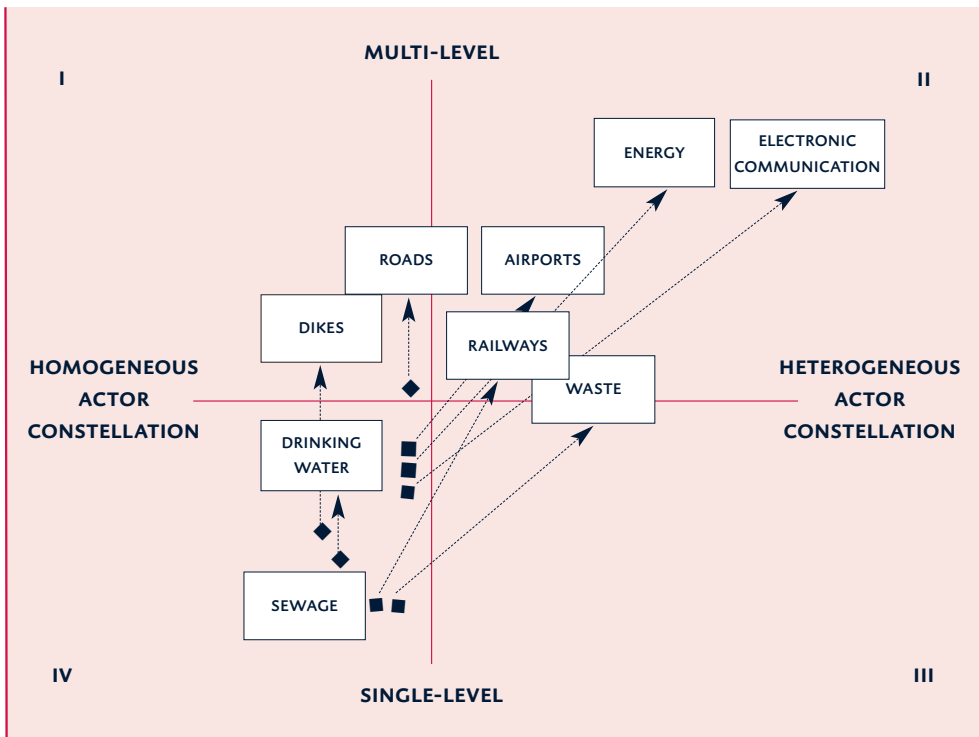 MULTI-LEVEL
I
II
ENERGY
ELECTRONIC
COMMUNICATION
ROADS
AIRPORTS
DIKES
RAILWAYS
HOMOGENEOUS
ACTOR
CONSTELLATION
WASTE
HETEROGENEOUS
ACTOR
CONSTELLATION
DRINKING
WATER
SEWAGE
IV
III
SINGLE-LEVEL